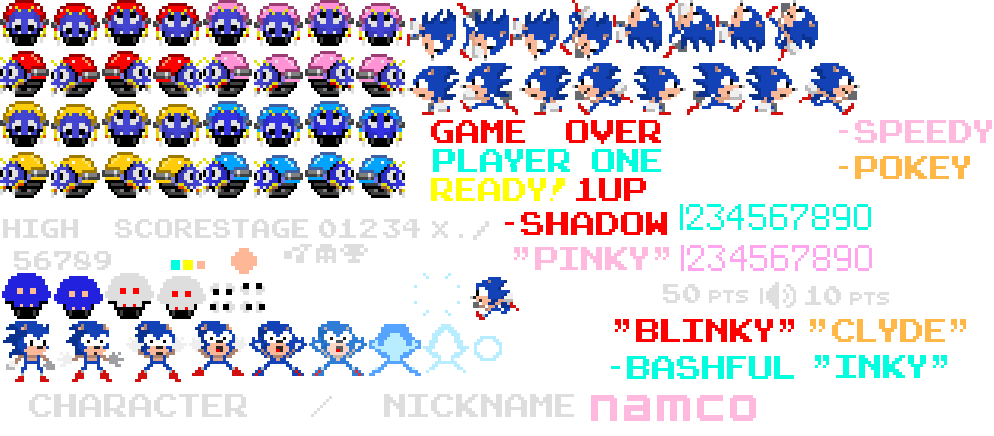 GAME OVER
-SPEEDY
PLAYER ONE
-POKEY
READY! 1UP
-SHADOW 1234567890
HIGH SCORESTAGE 01234 X . /
56789
"PINKY" 1234567890
50 PTS 10 PTS
"BLINKY" "CLYDE"
-BASHFUL "INKY"
CHARACTER / NICKNAME namco